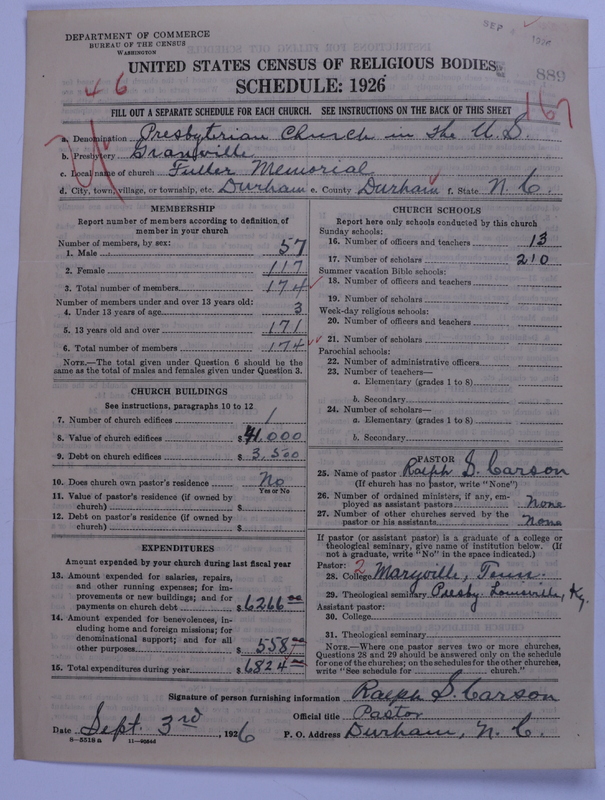 SEP 1926
DEPARTMENT OF COMMERCE
BUREAU OF THE CENSUS
WASHINGTON
UNITED STATES CENSUS OF RELIGIOUS BODIES
889
SCHEDULE: 1926
46
167
FILL OUT A SEPARATE SCHEDULE FOR EACH CHURCH. SEE INSTRUCTIONS ON THE BACK OF THIS SHEET
a. Denomination Presbyterian Church in the U.S.
b. Presbytery Granville
c. Local name of church Fuller Memorial
d. City, town, village, or township, etc. Durham e. County Durham f. State N.C.
MEMBERSHIP
Report number of members according to definition of member in your church
Number of members, by sex:
1. Male 57
2. Female 117
3. Total number of members 174
Number of members under and over 13 years old:
4. Under 13 years of age 3
5. 13 years old and over 171
6. Total number of members 174
NOTE.—The total given under Question 6 should be the
same as the total of males and females given under Question 3.
CHURCH BUILDINGS
See instructions, paragraphs 10 to 12
7. Number of church edifices 1
8. Value of church edifices $41,000
9. Debt on church edifices $3,500
10. Does church own pastor's residence No
Yes or No
11. Value of pastor's residence (if owned by
church) $
12. Debt on pastor's residence (if owned by
church) $
EXPENDITURES
Amount expended by your church during last fiscal year
13. Amount expended for salaries, repairs,
and other running expenses; for im-
provements or new buildings; and for
payments on church debt $6266.00
14. Amount expended for benevolences, in-
cluding home and foreign missions; for
denominational support; and for all
other purposes $558.00
15. Total expenditures during year $6824.00
CHURCH SCHOOLS
Report here only schools conducted by this church
Sunday schools:
16. Number of officers and teachers 13
17. Number of scholars 210
Summer vacation Bible schools:
18. Number of officers and teachers
19. Number of scholars
Week-day religious schools:
20. Number of officers and teachers
21. Number of scholars
Parochial schools:
22. Number of administrative officers
23. Number of teachers—
a. Elementary (grades 1 to 8)
b. Secondary
24. Number of scholars—
a. Elementary (grades 1 to 8)
b. Secondary
PASTOR
25. Name of pastor Ralph S. Carson
(If church has no pastor, write "None")
26. Number of ordained ministers, if any, em-
ployed as assistant pastors None
27. Number of other churches served by the
pastor or his assistants None
If pastor (or assistant pastor) is a graduate of a college or
theological seminary, give name of institution below. (If
not a graduate, write "No" in the space indicated.)
Pastor: 2
28. College Maryville, Tenn.
29. Theological seminary Presby. Louisville, Ky.
Assistant pastor:
30. College
31. Theological seminary
NOTE.—Where one pastor serves two or more churches,
Questions 28 and 29 should be answered only on the schedule
for one of the churches; on the schedules for the other churches,
write "See schedule for church."
Signature of person furnishing information Ralph S. Carson
Official title Pastor
Date Sept. 3rd, 1926 P. O. Address Durham, N.C.